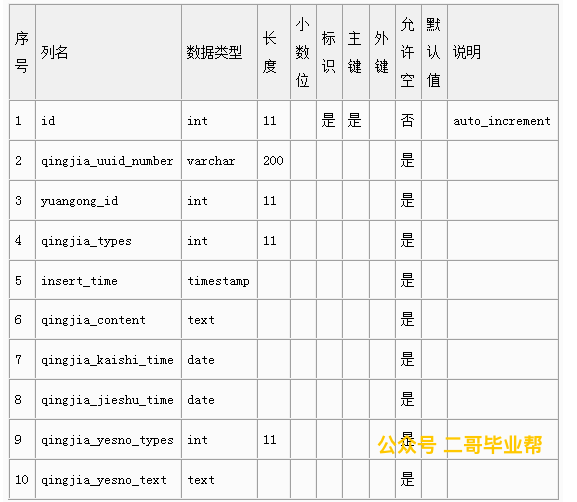 序号 列名 数据类型 长度 小数位 标识 主键 外键 允许空 默认值 说明
1 id int 11 是 是 否 auto_increment
2 qingjia_uuid_number varchar 200 是
3 yuangong_id int 11 是
4 qingjia_types int 11 是
5 insert_time timestamp 是
6 qingjia_content text 是
7 qingjia_kaishi_time date 是
8 qingjia_jieshu_time date 是
9 qingjia_yesno_types int 11 是
公众号 二哥毕业帮
10 qingjia_yesno_text text 是